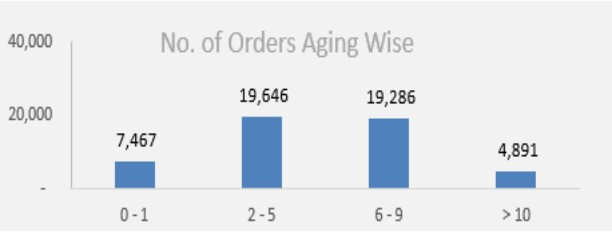 No. of Orders Aging Wise
40,000
20,000
-
7,467
19,646
19,286
4,891
0 - 1
2 - 5
6 - 9
> 10